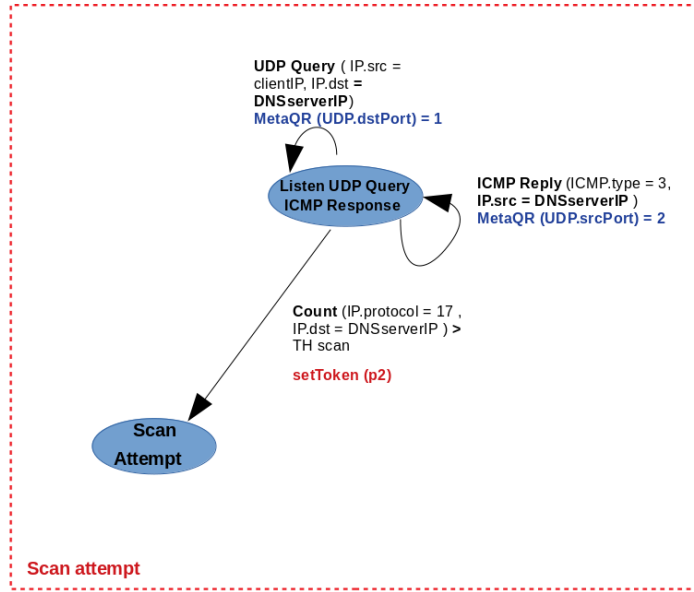 UDP Query ( IP.src =
clientIP, IP.dst =
DNSserverIP)
MetaQR (UDP.dstPort) = 1
Listen UDP Query
ICMP Response
ICMP Reply (ICMP.type = 3,
IP.src = DNSserverIP )
MetaQR (UDP.srcPort) = 2
Count (IP.protocol = 17 ,
IP.dst = DNSserverIP ) >
TH scan
setToken (p2)
Scan
Attempt
Scan attempt